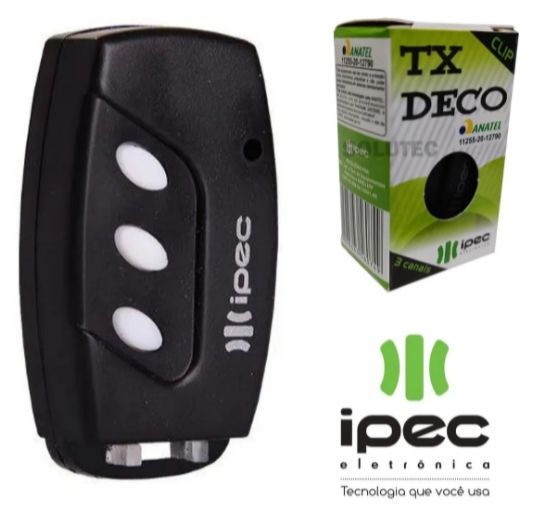 ipec
ANATEL
11255-20-12790
TX
DECO
CLIP
ANATEL
11255-20-12790
ALUTEC
ipec
ipec
3 canais
ipec
eletrônica
Tecnologia que você usa